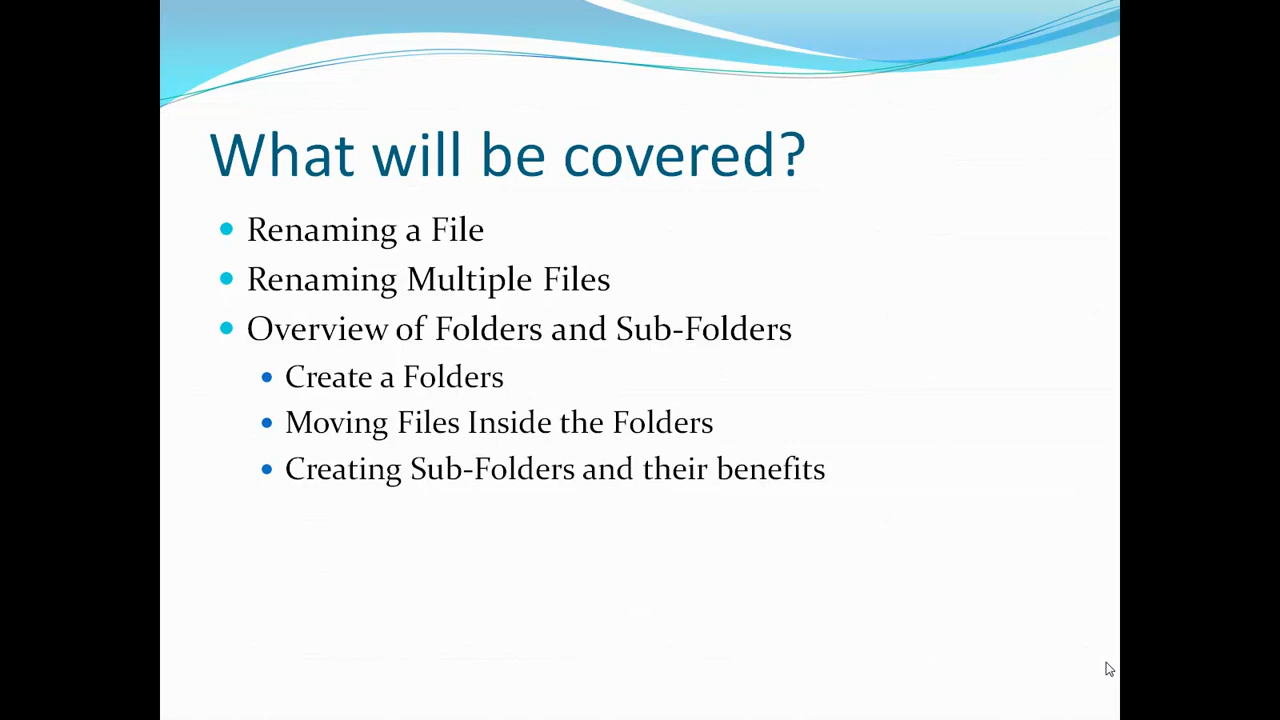 What will be covered?
Renaming a File
Renaming Multiple Files
Overview of Folders and Sub-Folders
Create a Folders
Moving Files Inside the Folders
Creating Sub-Folders and their benefits